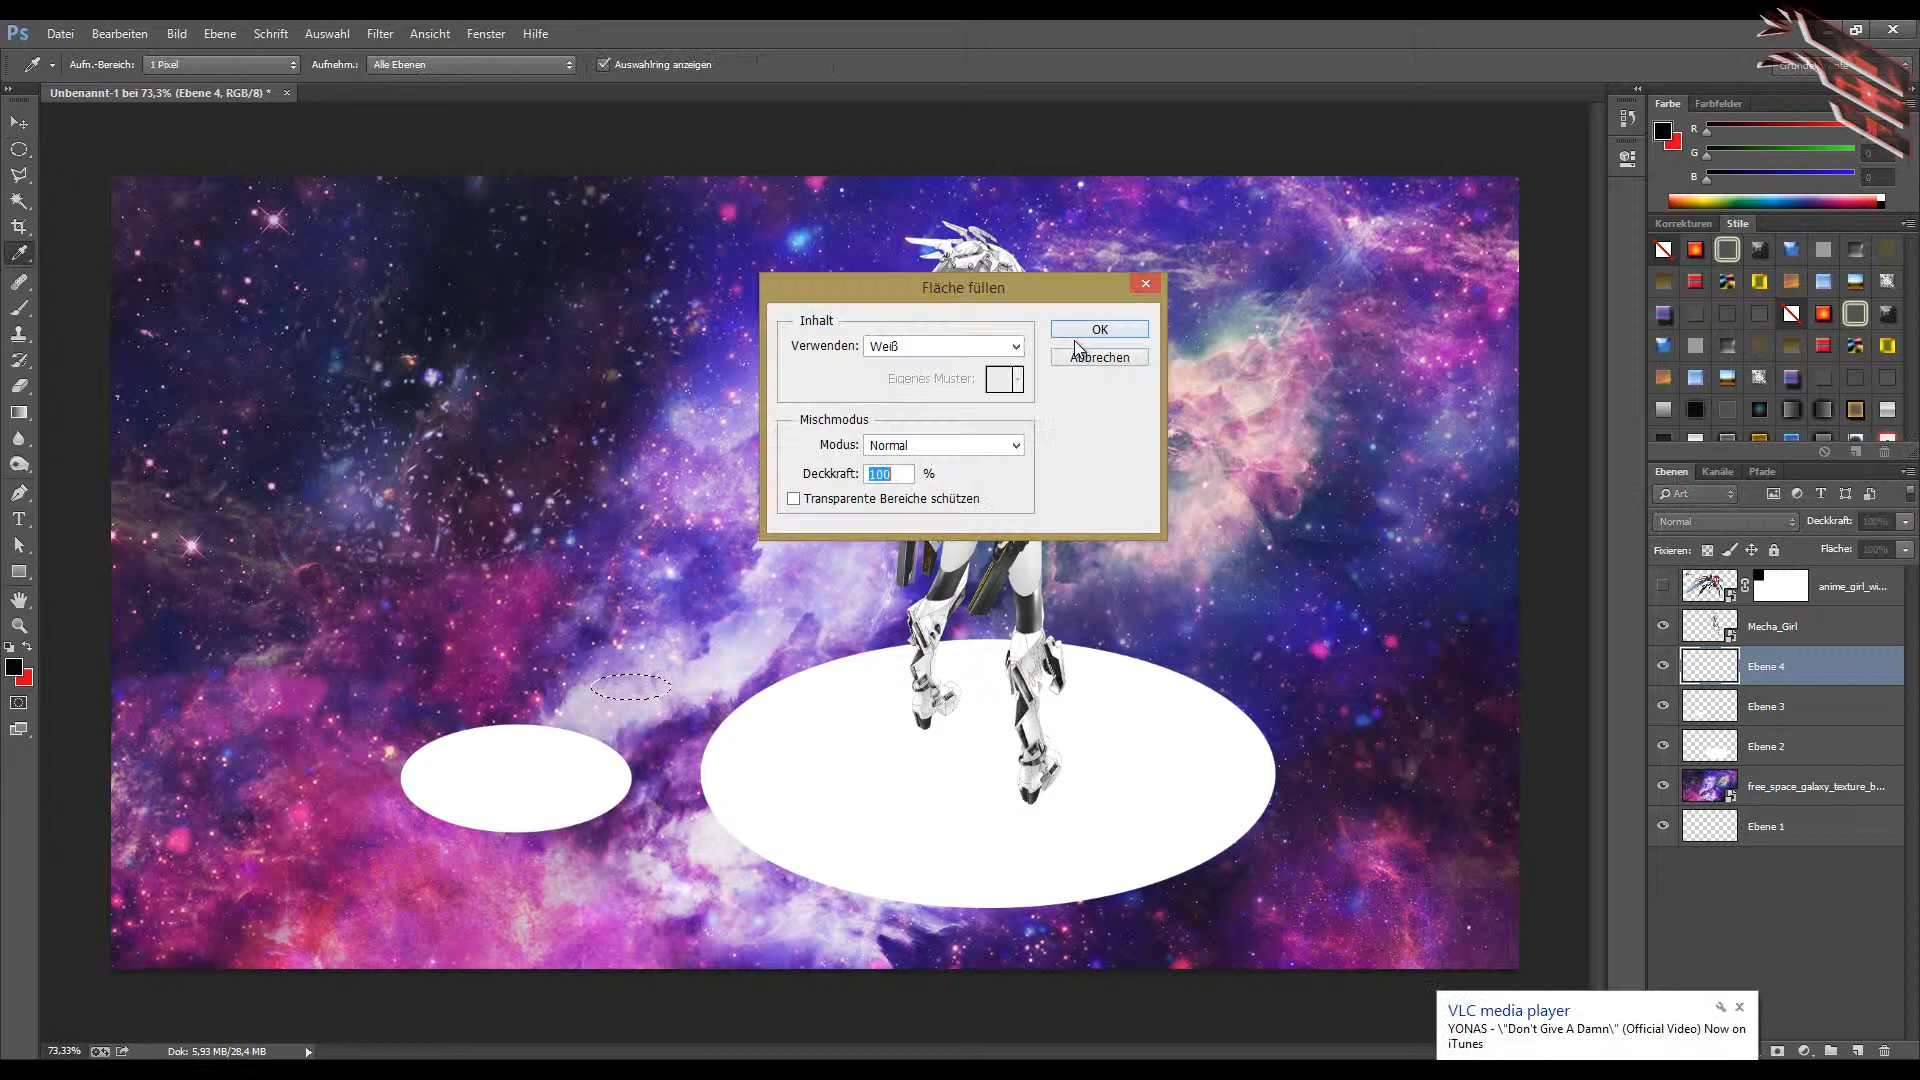 Ps Datei Bearbeiten Bild Ebene Schrift Auswahl Filter Ansicht Fenster Hilfe
Aufn.-Bereich: 1 Pixel Aufnehm.: Alle Ebenen Auswahlring anzeigen
Unbenannt-1 bei 73,3% (Ebene 4, RGB/8) * ×
Farbe Farbfelder
R
G 0
B 0
Korrekturen Stile
Fläche füllen
Inhalt
OK
Verwenden: Weiß
Abbrechen
Eigenes Muster:
Mischmodus
Modus: Normal
Deckkraft: 100 %
Transparente Bereiche schützen
Ebenen Kanäle Pfade
Art
Normal Deckkraft: 100%
Fixieren: Fläche: 100%
anime_girl_wi...
Mecha_Girl
Ebene 4
Ebene 3
Ebene 2
free_space_galaxy_texture_b...
Ebene 1
VLC media player
YONAS - \"Don't Give A Damn\" (Official Video) Now on
iTunes
73,33% Dok: 5,93 MB/28,4 MB